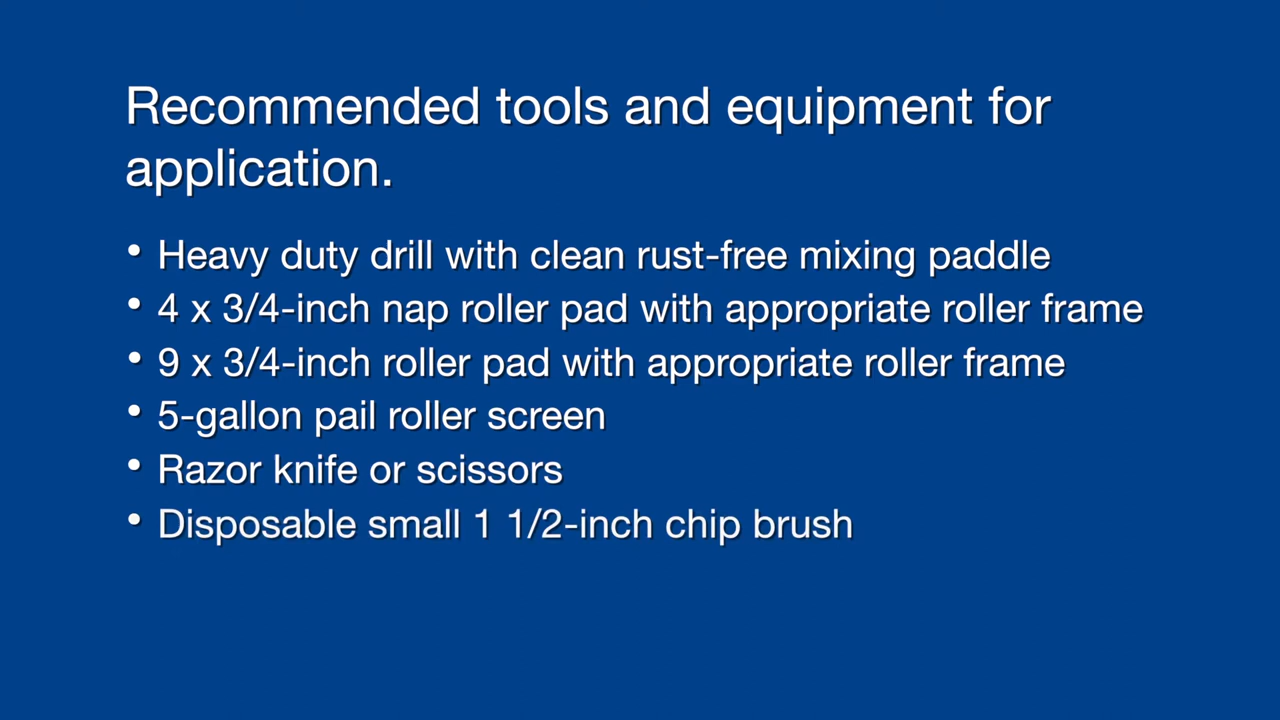 Recommended tools and equipment for
application.
• Heavy duty drill with clean rust-free mixing paddle
• 4 x 3/4-inch nap roller pad with appropriate roller frame
• 9 x 3/4-inch roller pad with appropriate roller frame
• 5-gallon pail roller screen
• Razor knife or scissors
• Disposable small 1 1/2-inch chip brush